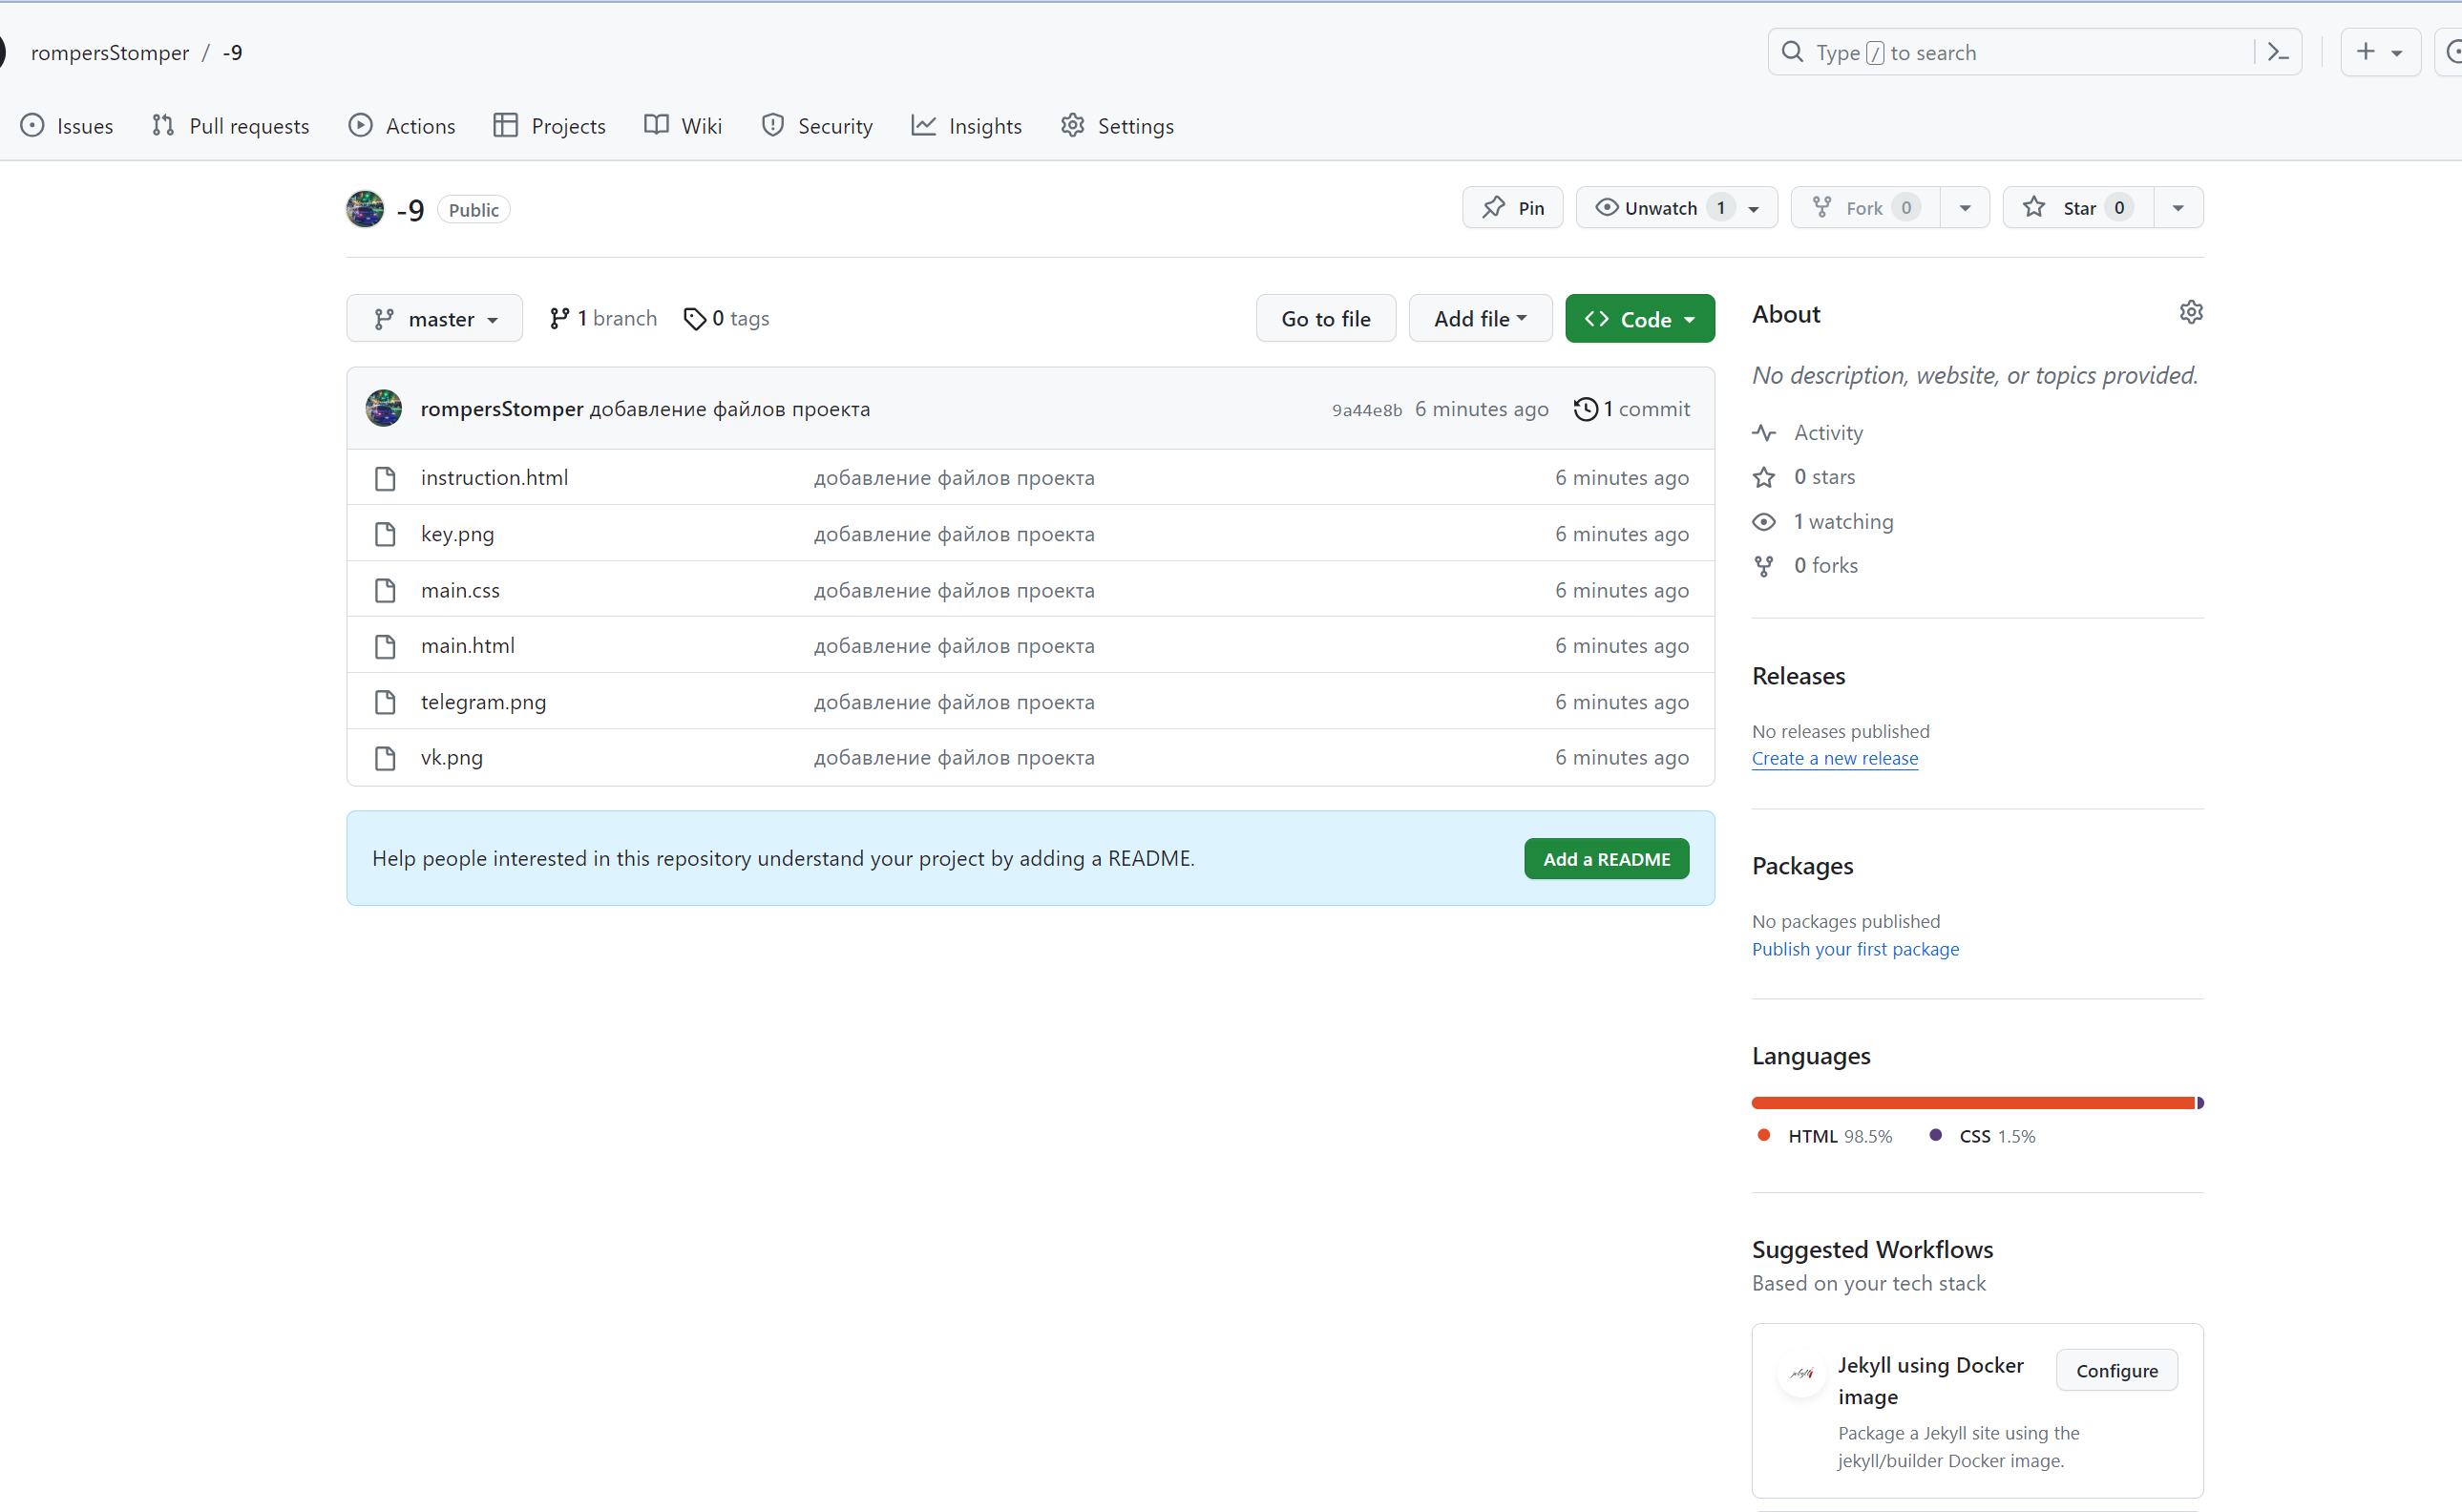 rompersStomper / -9
Type / to search
Issues Pull requests Actions Projects Wiki Security Insights Settings
-9 Public
Pin Unwatch 1 Fork 0 Star 0
master 1 branch 0 tags
Go to file Add file Code
rompersStomper добавление файлов проекта 9a44e8b 6 minutes ago 1 commit
instruction.html добавление файлов проекта 6 minutes ago
key.png добавление файлов проекта 6 minutes ago
main.css добавление файлов проекта 6 minutes ago
main.html добавление файлов проекта 6 minutes ago
telegram.png добавление файлов проекта 6 minutes ago
vk.png добавление файлов проекта 6 minutes ago
Help people interested in this repository understand your project by adding a README. Add a README
About
No description, website, or topics provided.
Activity
0 stars
1 watching
0 forks
Releases
No releases published
Create a new release
Packages
No packages published
Publish your first package
Languages
HTML 98.5% CSS 1.5%
Suggested Workflows
Based on your tech stack
Jekyll using Docker
image
Configure
Package a Jekyll site using the
jekyll/builder Docker image.